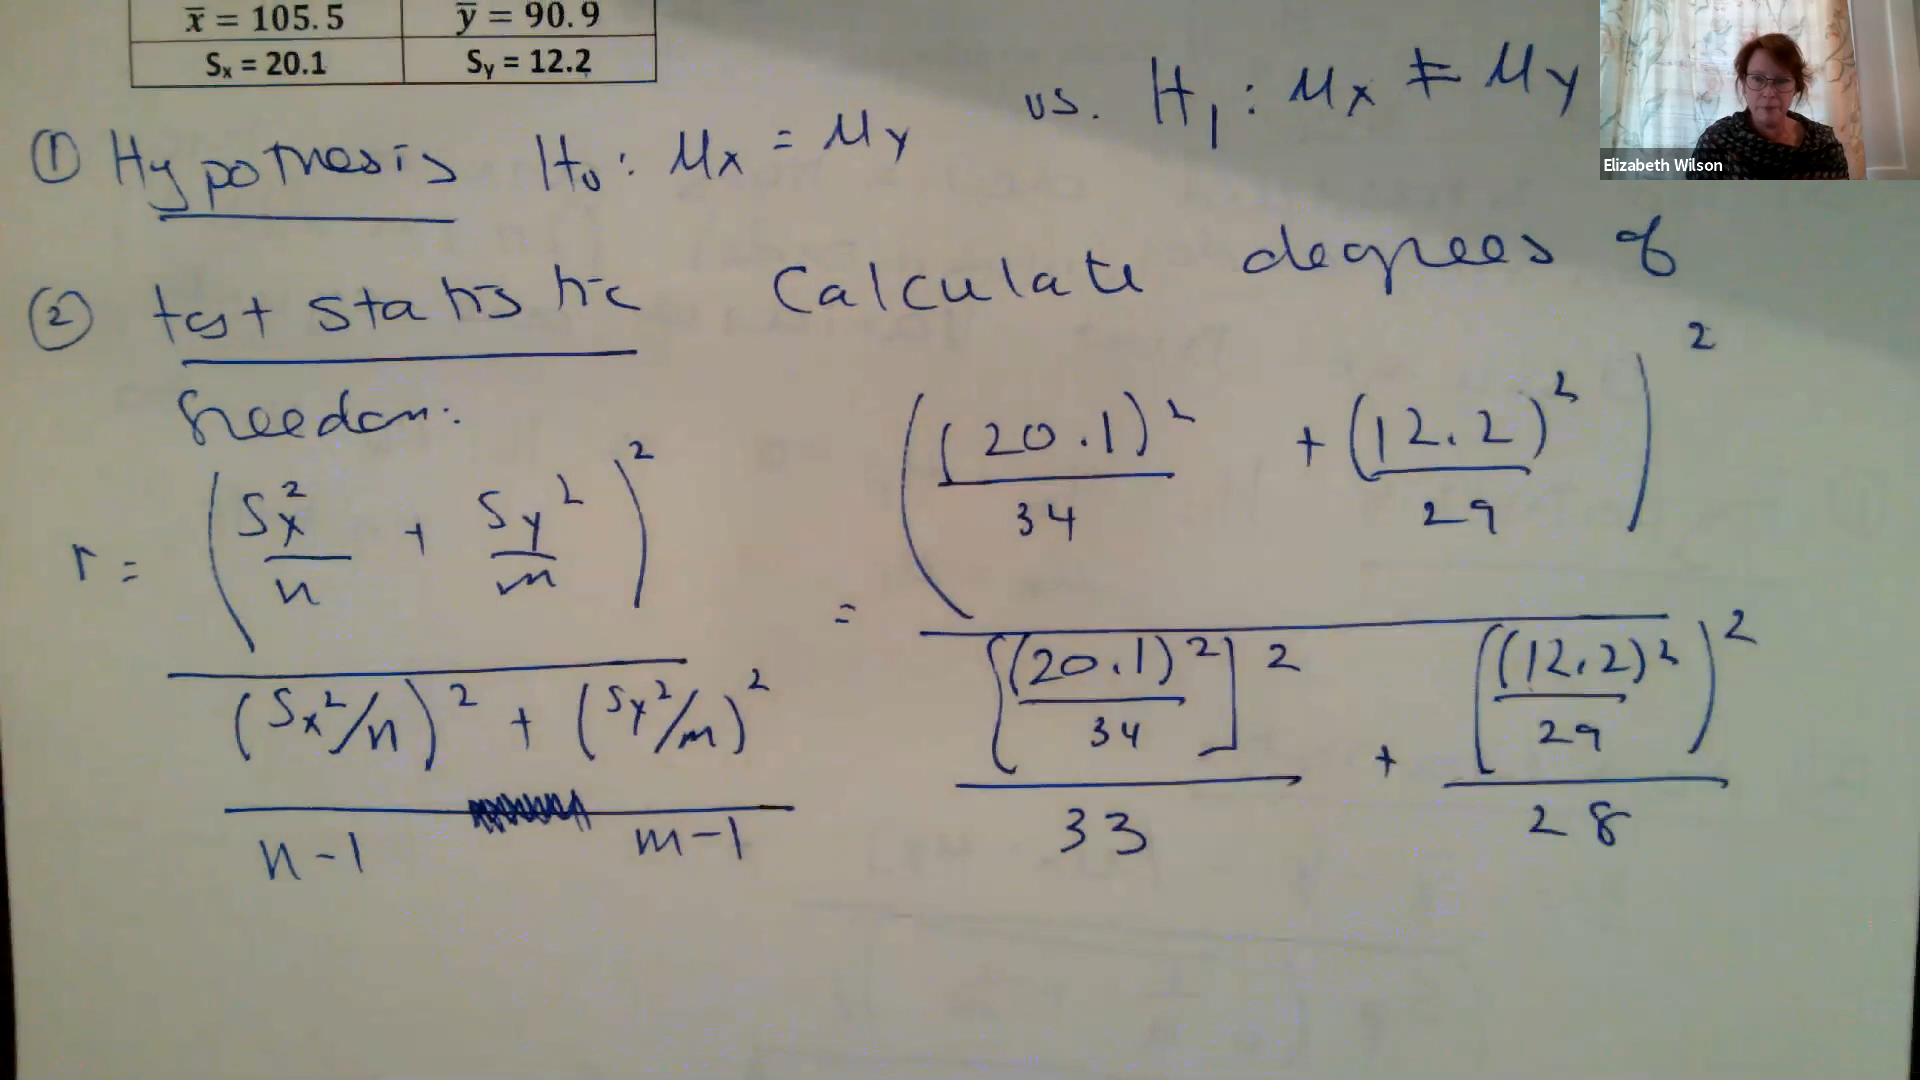 x̅ = 105.5 y̅ = 90.9
Sx = 20.1 Sy = 12.2
① Hypothesis H₀ : μx = μy vs. H₁ : μx ≠ μy
Elizabeth Wilson
② test statistic Calculate degrees of
freedom:
r = (Sx²/n + Sy²/m)² / ((Sx²/n)²/(n-1) + (Sy²/m)²/(m-1)) = ((20.1)²/34 + (12.2)²/29)² / ([(20.1)²/34]²/33 + [(12.2)²/29]²/28)